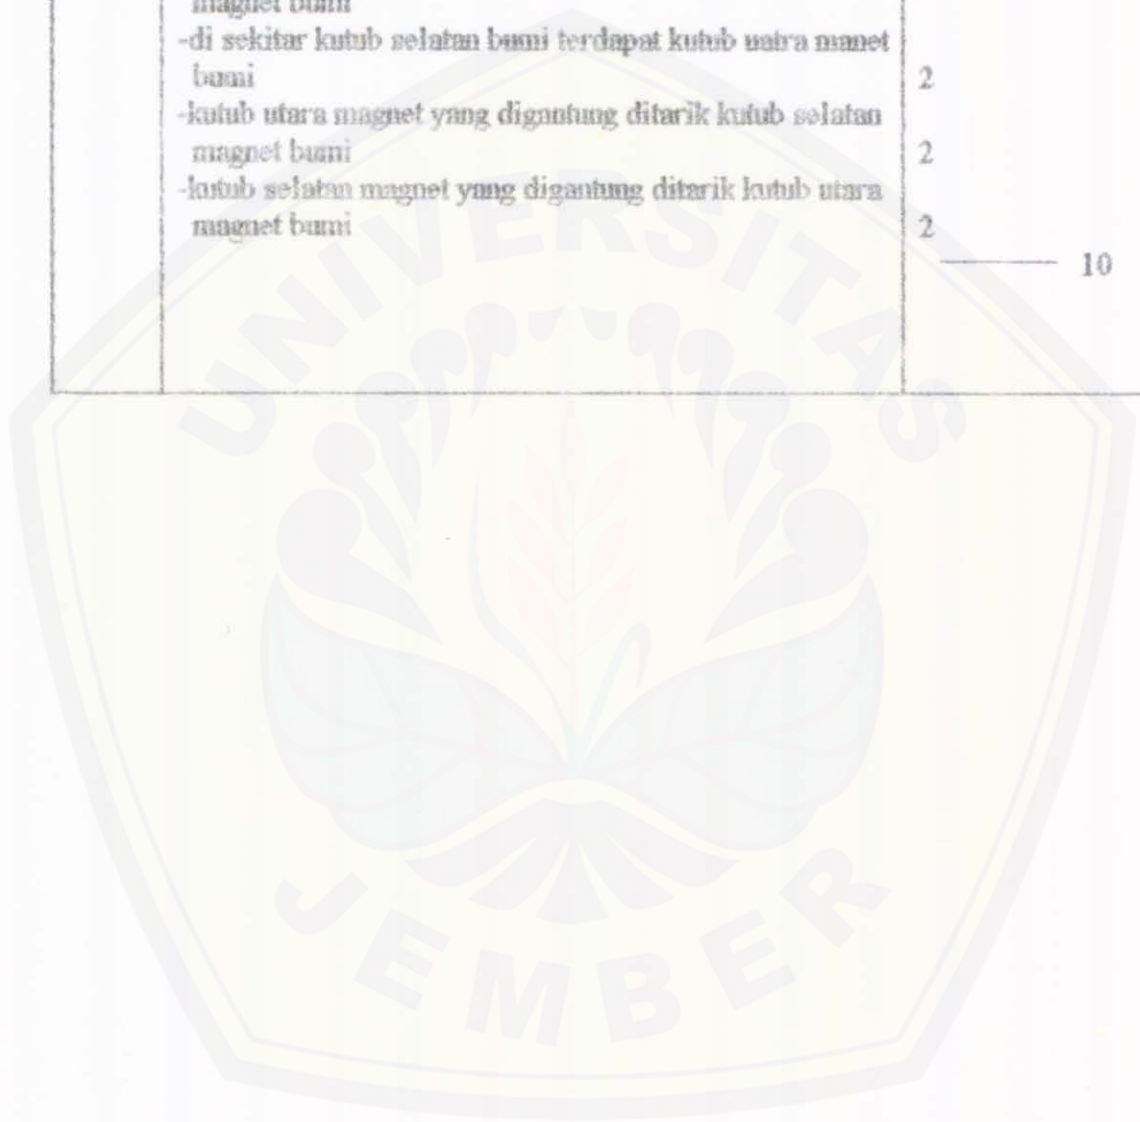 magnet bumi
-di sekitar kutub selatan bumi terdapat kutub uatra manet
bumi
2
-kutub utara magnet yang digantung ditarik kutub selatan
magnet bumi
2
-kutub selatan magnet yang digantung ditarik kutub utara
magnet bumi
2
10
UNIVERSITAS
JEMBER